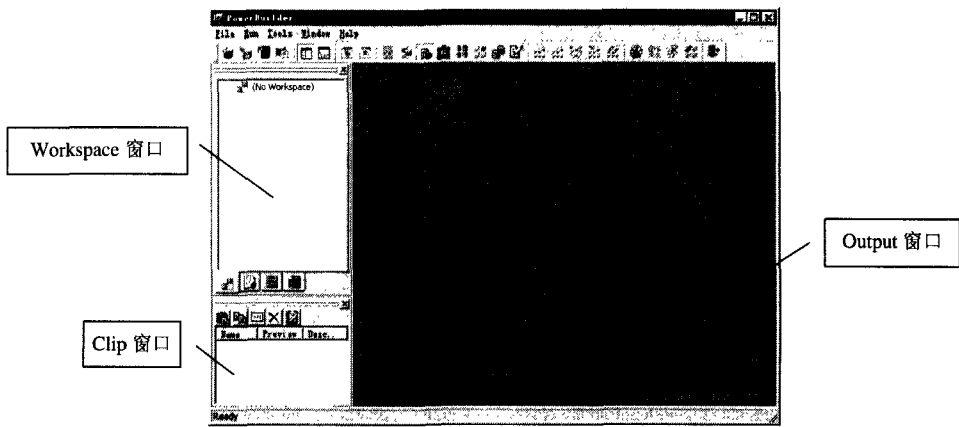 PowerBuilder
File Run Tools Window Help
(No Workspace)
Workspace 窗口
Output 窗口
Clip 窗口
Name Preview Desc..
Ready